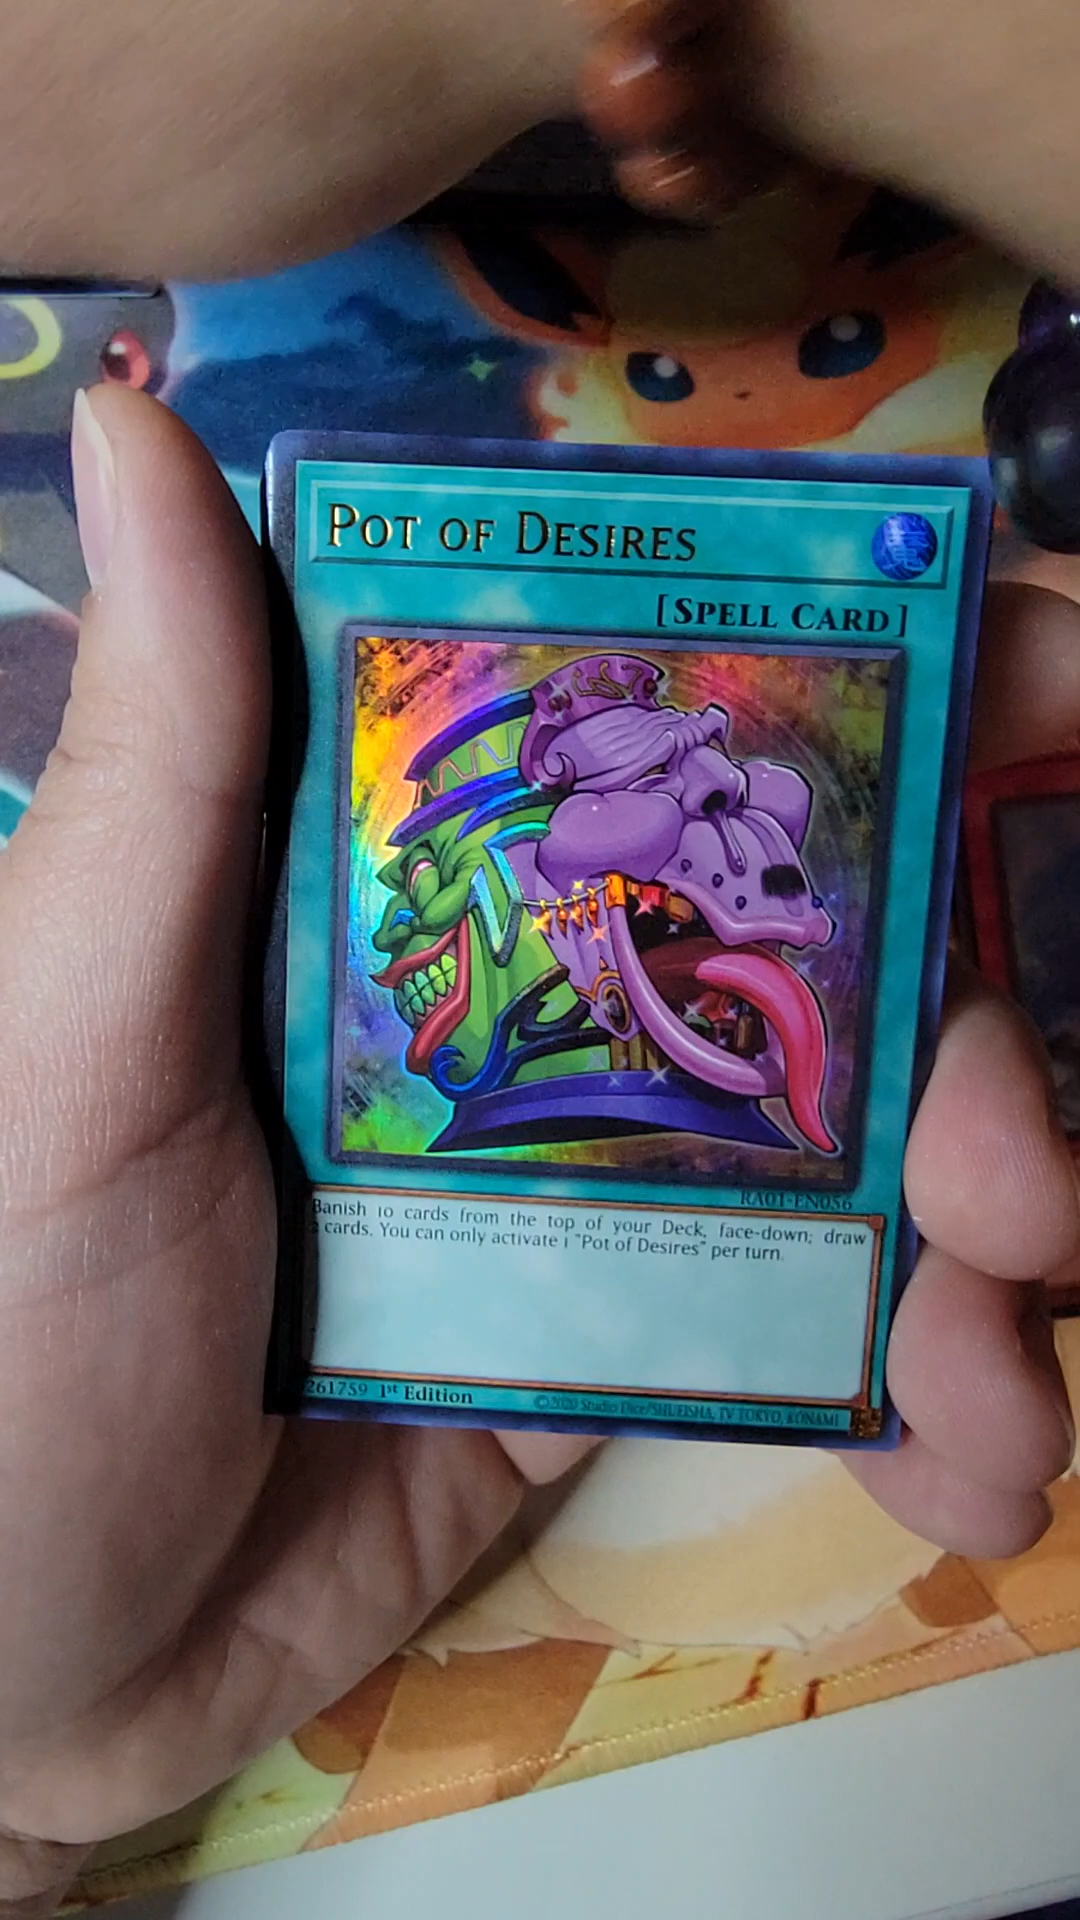 POT OF DESIRES
[SPELL CARD]
RA01-EN056
Banish 10 cards from the top of your Deck, face-down; draw
2 cards. You can only activate 1 "Pot of Desires" per turn.
261759 1st Edition
©2020 Studio Dice/SHUEISHA, TV TOKYO, KONAMI